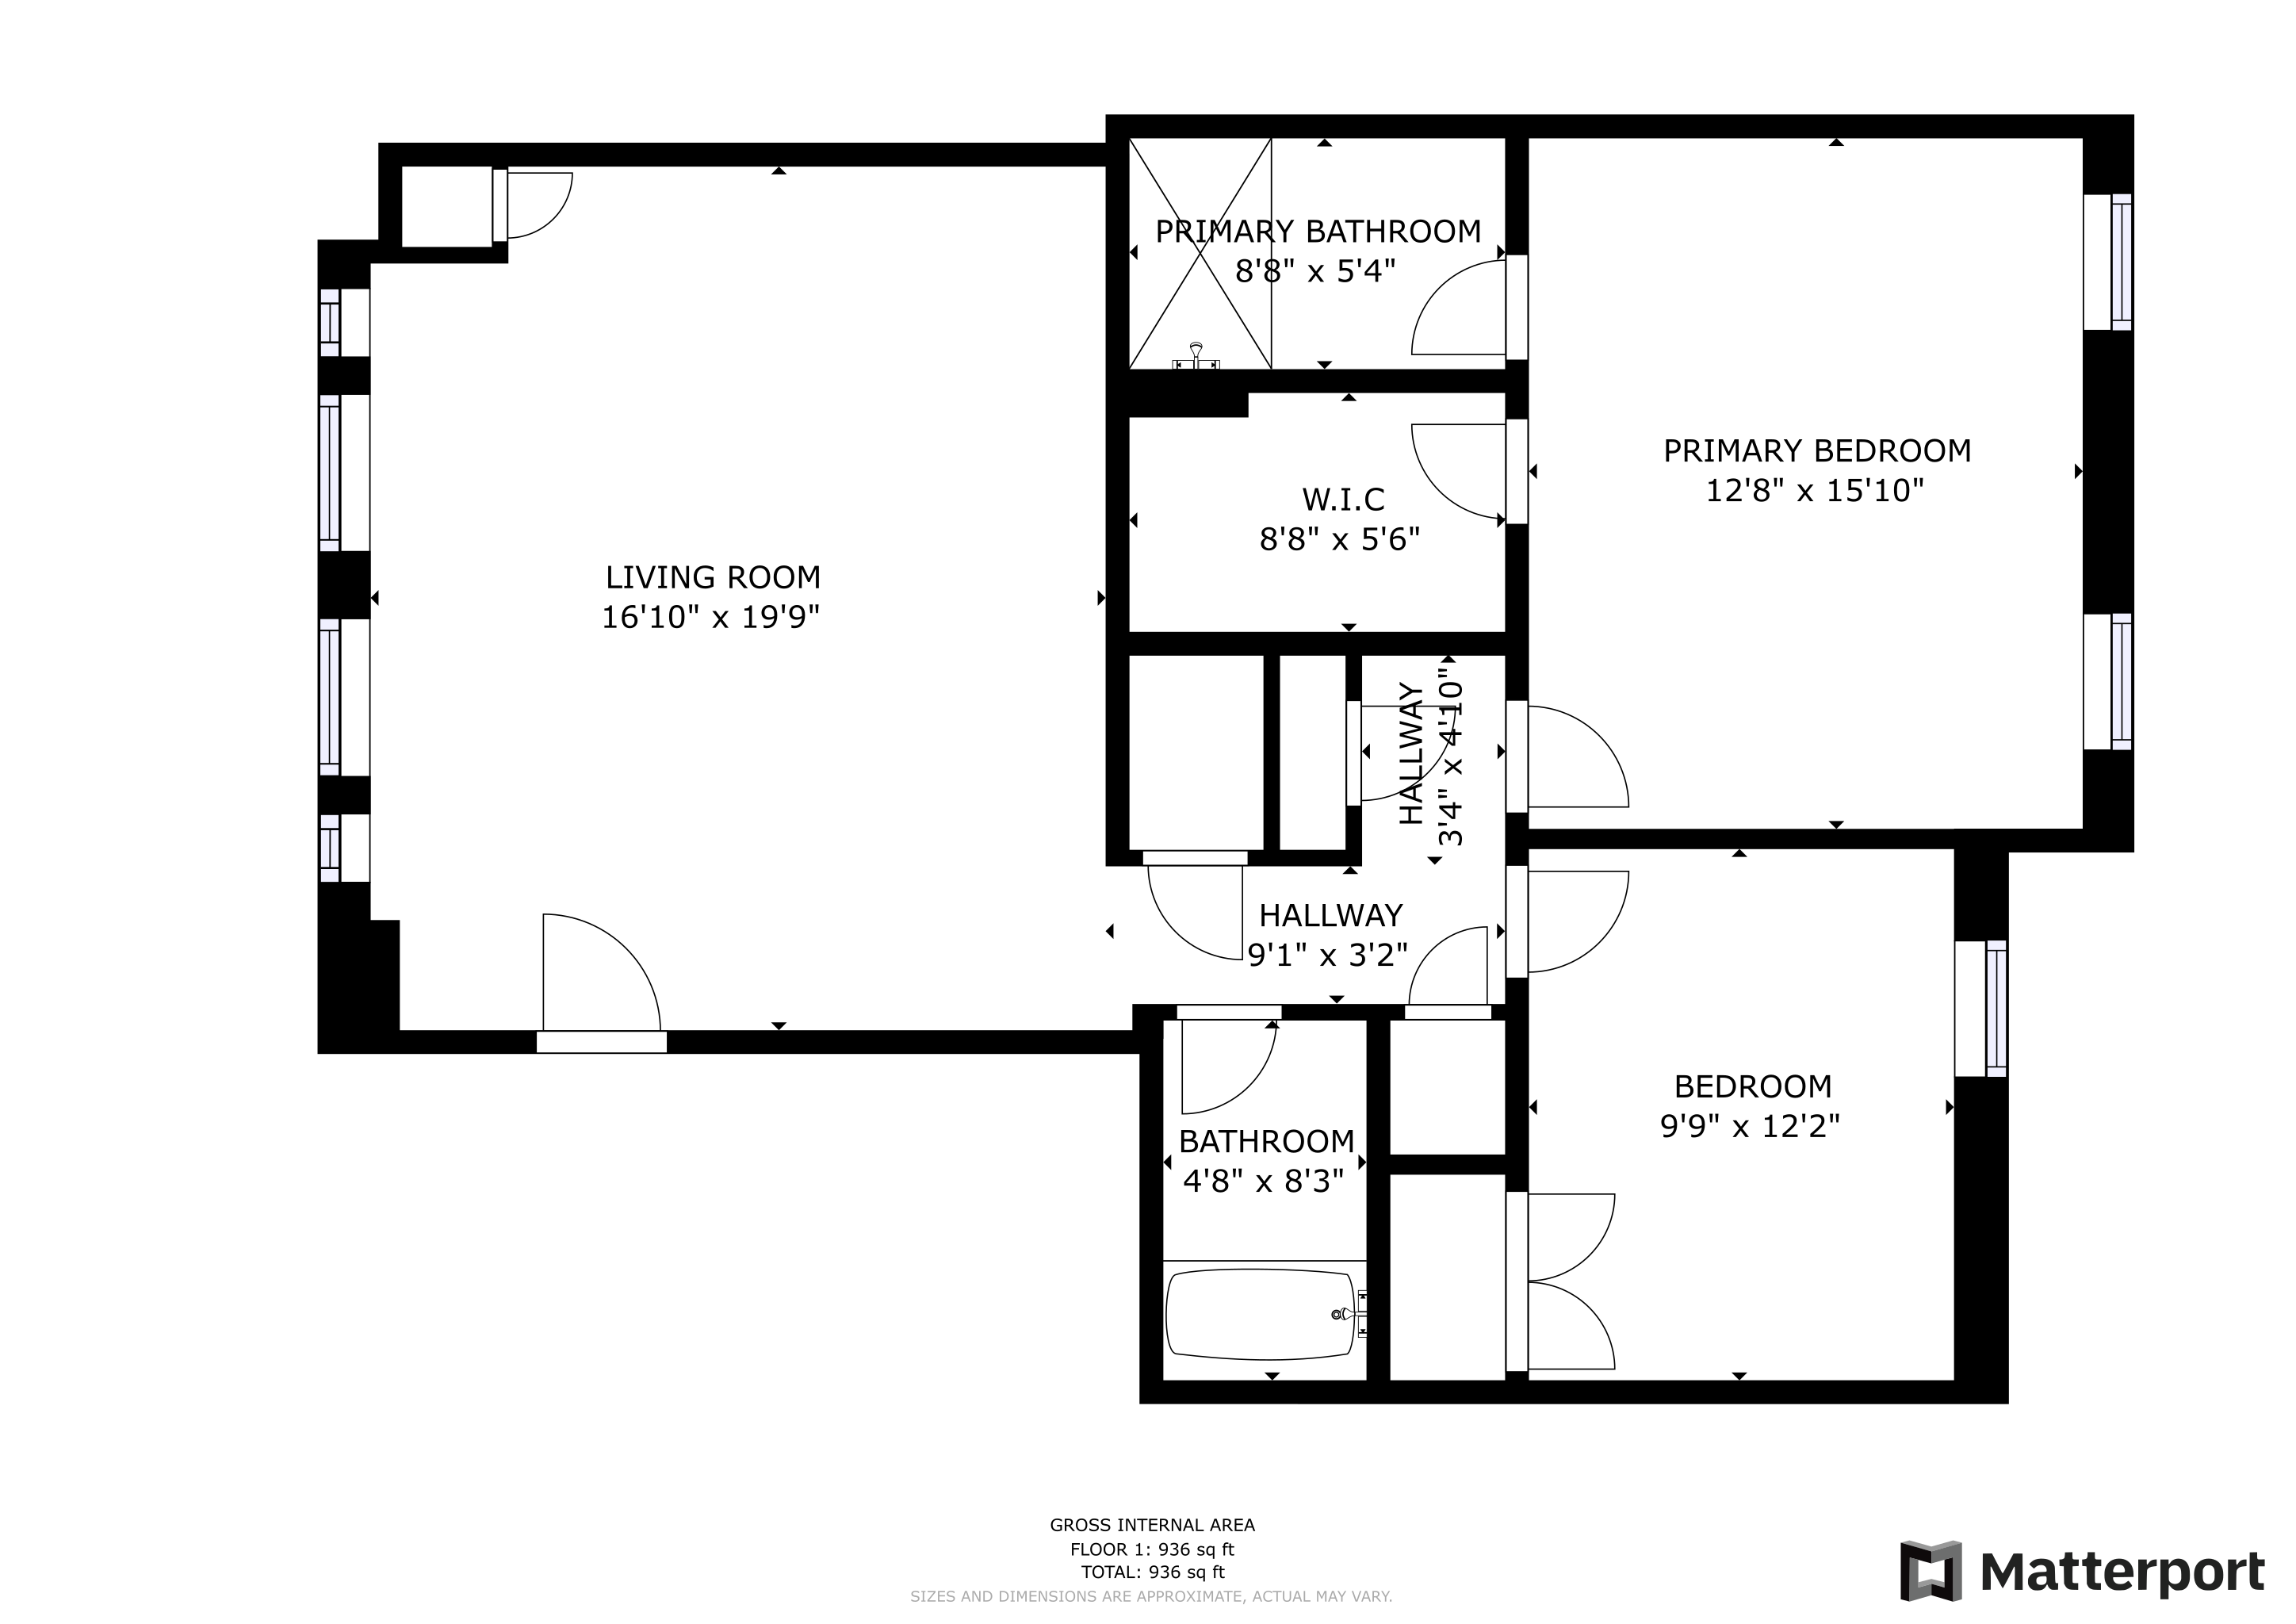 PRIMARY BATHROOM
8'8" x 5'4"
PRIMARY BEDROOM
12'8" x 15'10"
W.I.C
8'8" x 5'6"
LIVING ROOM
16'10" x 19'9"
HALLWAY
3'4" x 4'10"
HALLWAY
9'1" x 3'2"
BEDROOM
9'9" x 12'2"
BATHROOM
4'8" x 8'3"
GROSS INTERNAL AREA
FLOOR 1: 936 sq ft
TOTAL: 936 sq ft
SIZES AND DIMENSIONS ARE APPROXIMATE, ACTUAL MAY VARY.
Matterport